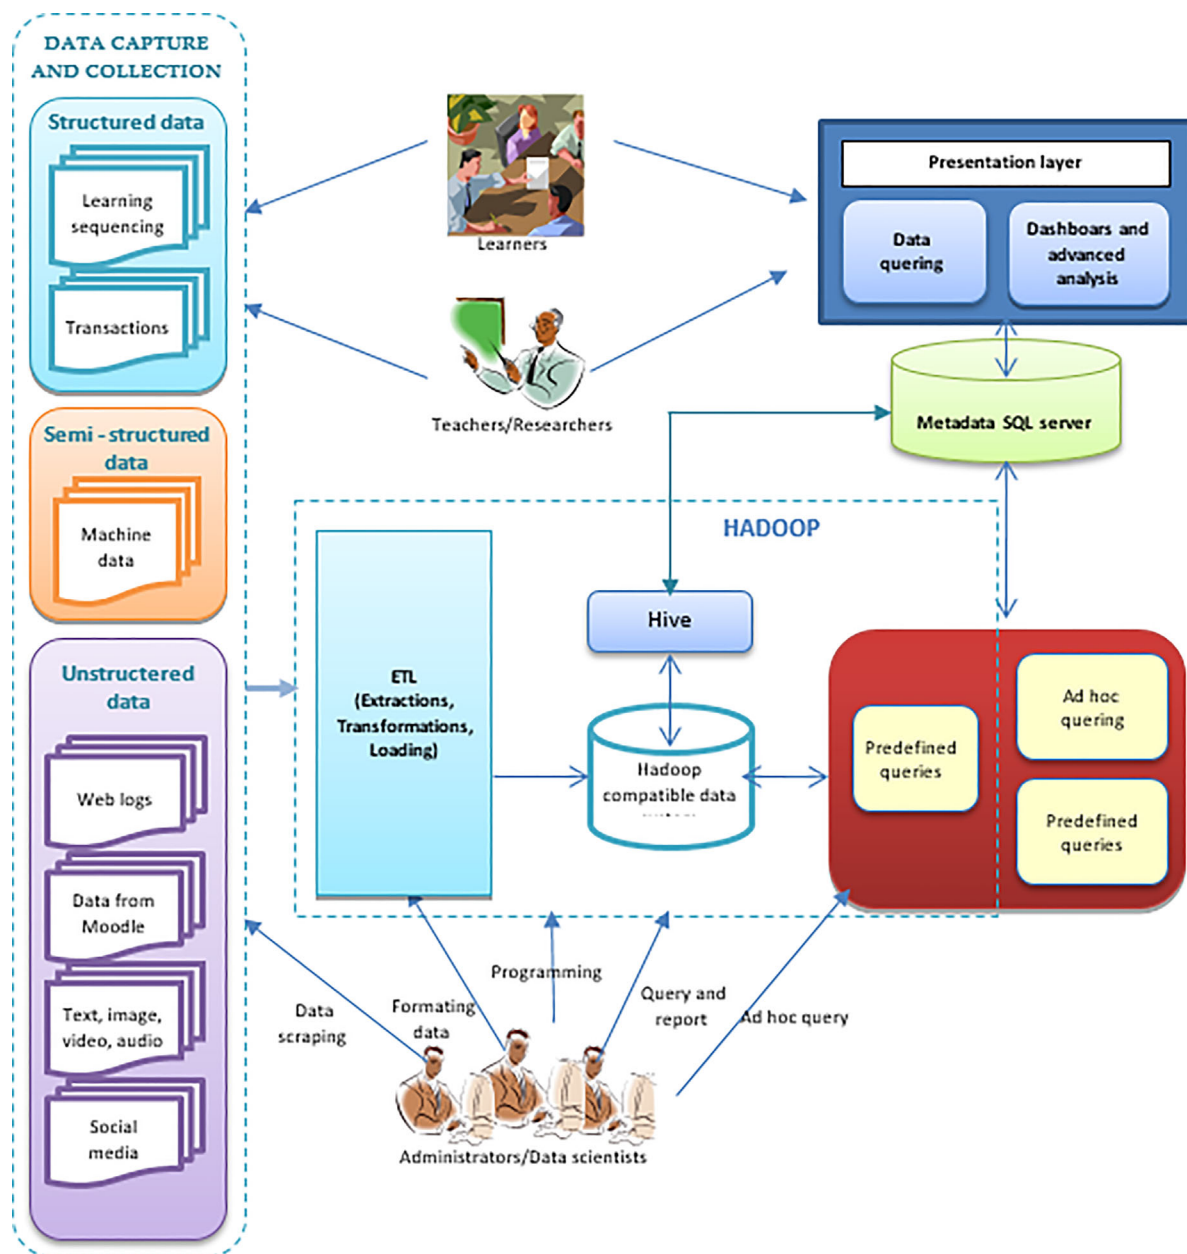 DATA CAPTURE
AND COLLECTION
Structured data
Learning
sequencing
Transactions
Semi - structured
data
Machine
data
Unstructered
data
Web logs
Data from
Moodle
Text, image,
video, audio
Social
media
Learners
Teachers/Researchers
Presentation layer
Data
quering
Dashboars and
advanced
analysis
Metadata SQL server
HADOOP
ETL
(Extractions,
Transformations,
Loading)
Hive
Hadoop
compatible data
Predefined
queries
Ad hoc
quering
Predefined
queries
Data
scraping
Formating
data
Programming
Query and
report
Ad hoc query
Administrators/Data scientists